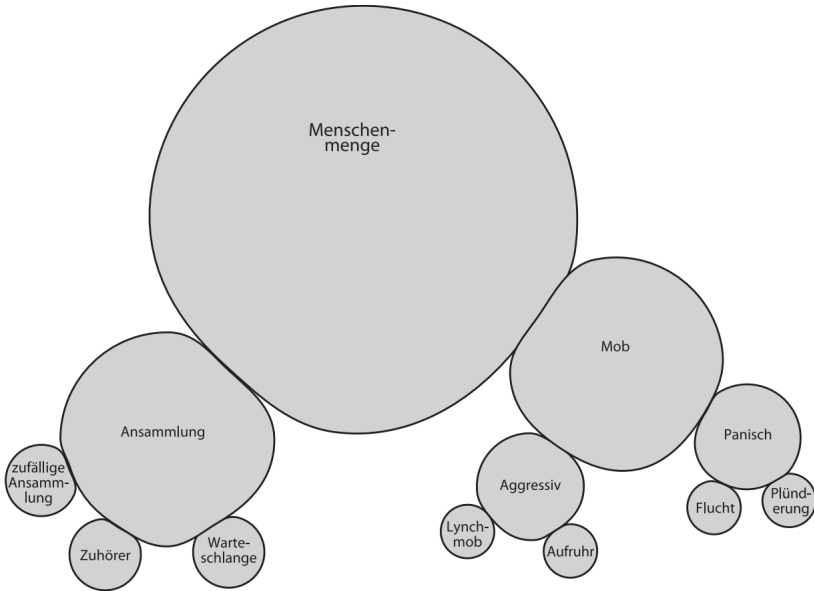 Menschen-
menge
Mob
Ansammlung
Panisch
zufällige
Ansamm-
lung
Aggressiv
Plünd-
erung
Flucht
Lynch-
mob
Aufruhr
Zuhörer
Warte-
schlange